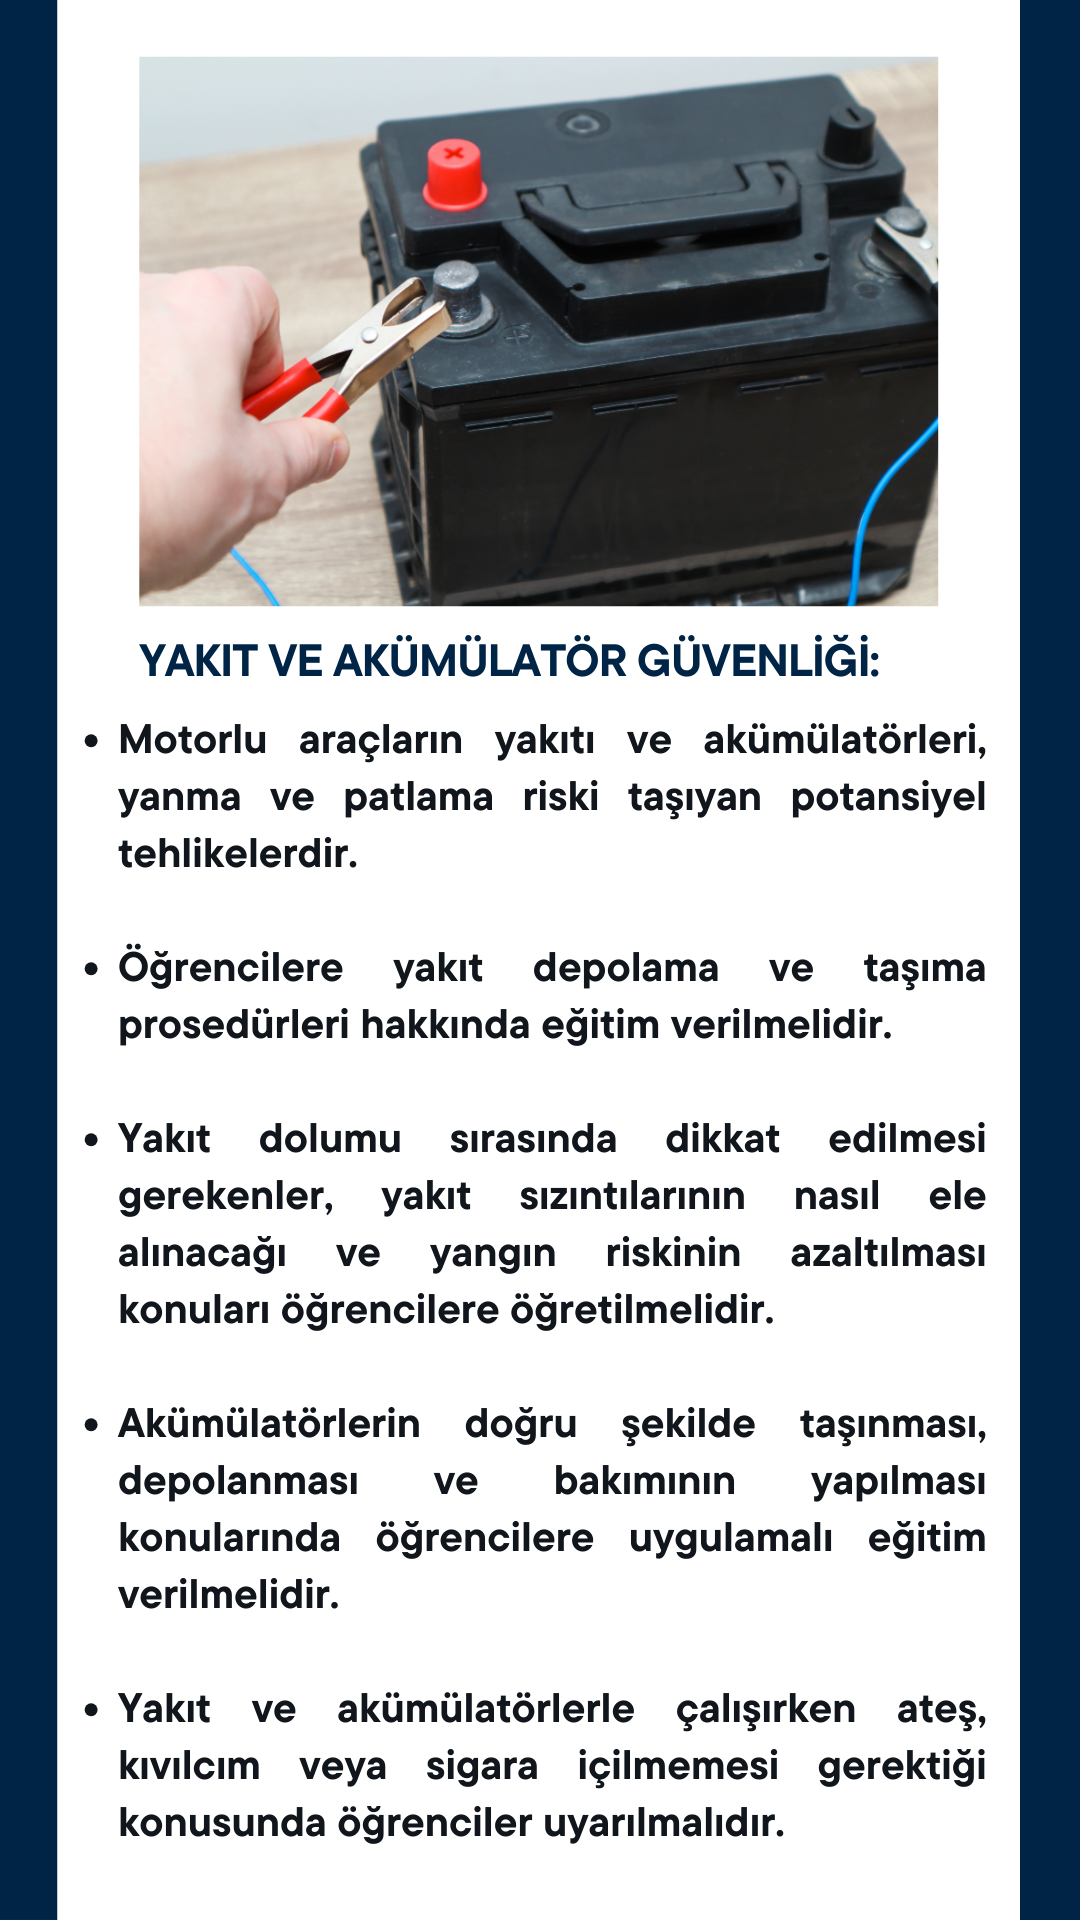 YAKIT VE AKÜMÜLATÖR GÜVENLİĞİ:
• Motorlu araçların yakıtı ve akümülatörleri,
yanma ve patlama riski taşıyan potansiyel
tehlikelerdir.
• Öğrencilere yakıt depolama ve taşıma
prosedürleri hakkında eğitim verilmelidir.
• Yakıt dolumu sırasında dikkat edilmesi
gerekenler, yakıt sızıntılarının nasıl ele
alınacağı ve yangın riskinin azaltılması
konuları öğrencilere öğretilmelidir.
• Akümülatörlerin doğru şekilde taşınması,
depolanması ve bakımının yapılması
konularında öğrencilere uygulamalı eğitim
verilmelidir.
• Yakıt ve akümülatörlerle çalışırken ateş,
kıvılcım veya sigara içilmemesi gerektiği
konusunda öğrenciler uyarılmalıdır.